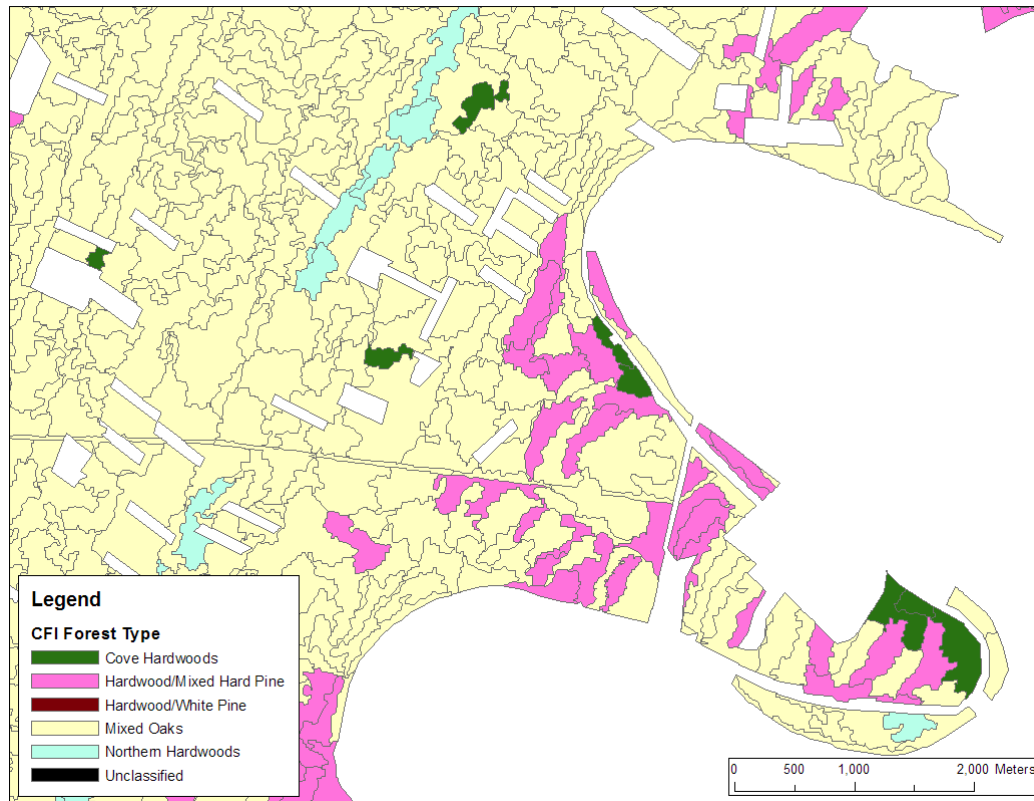 Legend
CFI Forest Type
Cove Hardwoods
Hardwood/Mixed Hard Pine
Hardwood/White Pine
Mixed Oaks
Northern Hardwoods
Unclassified
0 500 1,000 2,000 Meters